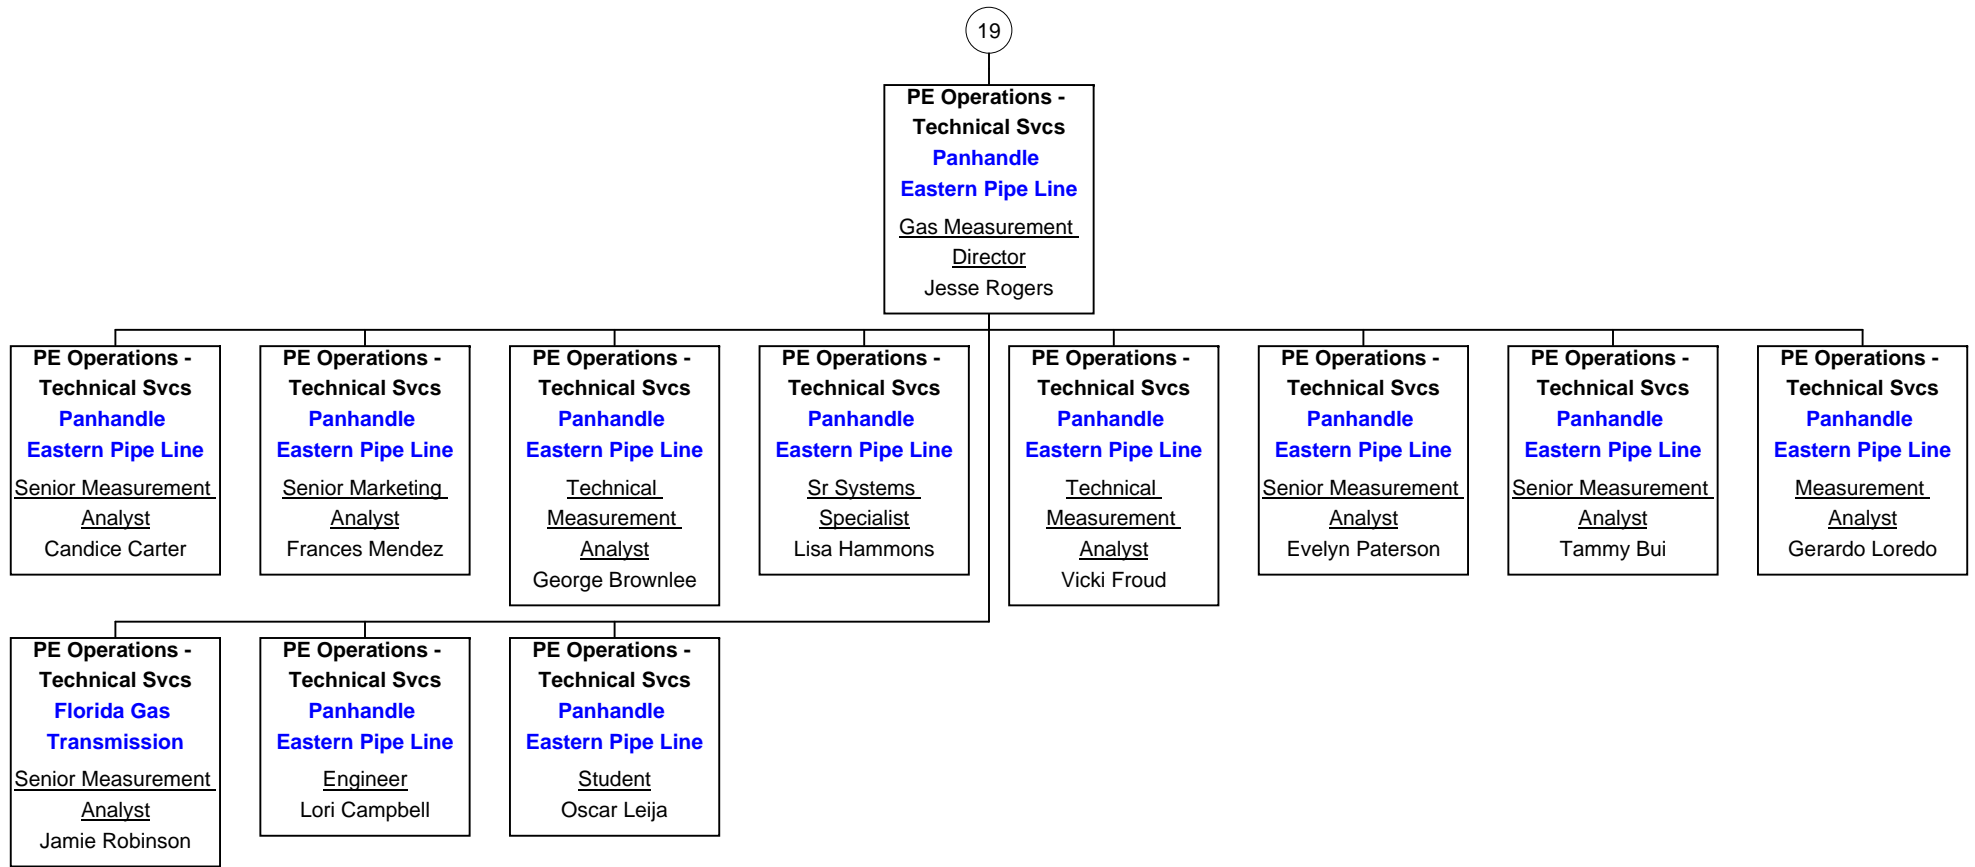 19
PE Operations -
Technical Svcs
Panhandle
Eastern Pipe Line
Gas Measurement
Director
Jesse Rogers
PE Operations -
Technical Svcs
Panhandle
Eastern Pipe Line
Senior Measurement
Analyst
Candice Carter
PE Operations -
Technical Svcs
Panhandle
Eastern Pipe Line
Senior Marketing
Analyst
Frances Mendez
PE Operations -
Technical Svcs
Panhandle
Eastern Pipe Line
Technical
Measurement
Analyst
George Brownlee
PE Operations -
Technical Svcs
Panhandle
Eastern Pipe Line
Sr Systems
Specialist
Lisa Hammons
PE Operations -
Technical Svcs
Panhandle
Eastern Pipe Line
Technical
Measurement
Analyst
Vicki Froud
PE Operations -
Technical Svcs
Panhandle
Eastern Pipe Line
Senior Measurement
Analyst
Evelyn Paterson
PE Operations -
Technical Svcs
Panhandle
Eastern Pipe Line
Senior Measurement
Analyst
Tammy Bui
PE Operations -
Technical Svcs
Panhandle
Eastern Pipe Line
Measurement
Analyst
Gerardo Loredo
PE Operations -
Technical Svcs
Florida Gas
Transmission
Senior Measurement
Analyst
Jamie Robinson
PE Operations -
Technical Svcs
Panhandle
Eastern Pipe Line
Engineer
Lori Campbell
PE Operations -
Technical Svcs
Panhandle
Eastern Pipe Line
Student
Oscar Leija